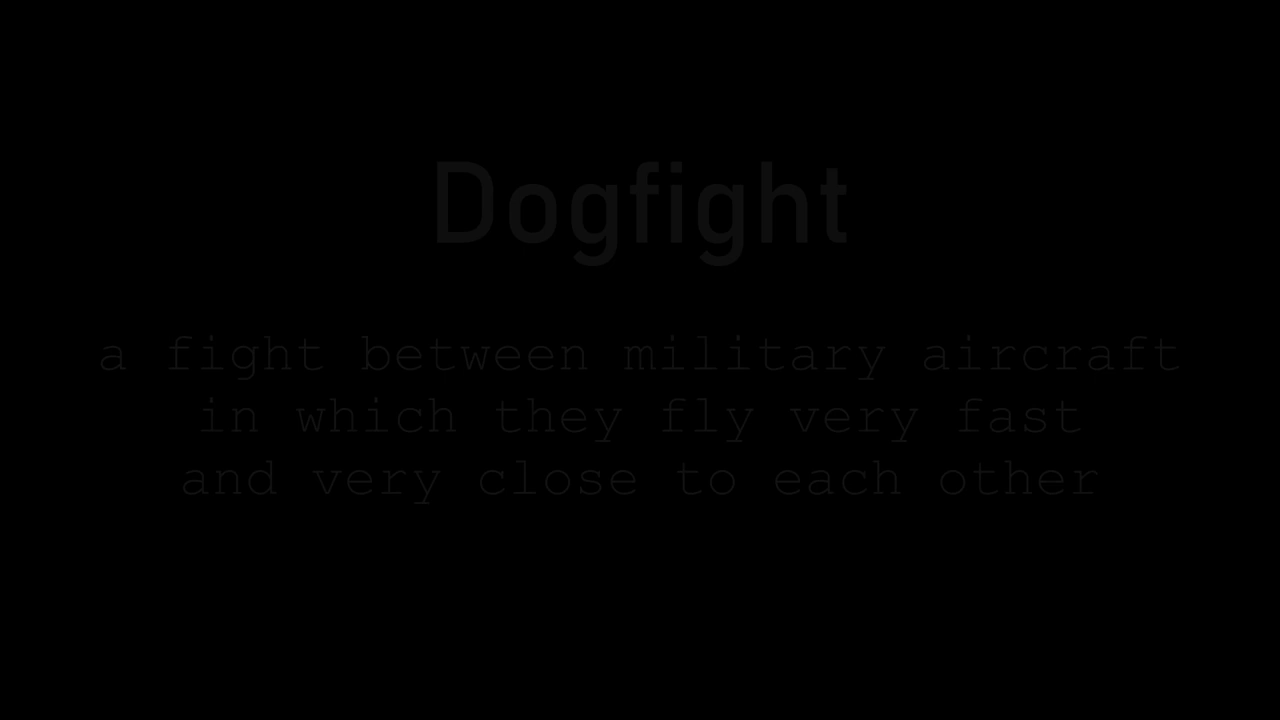 Dogfight
a fight between military aircraft
in which they fly very fast
and very close to each other